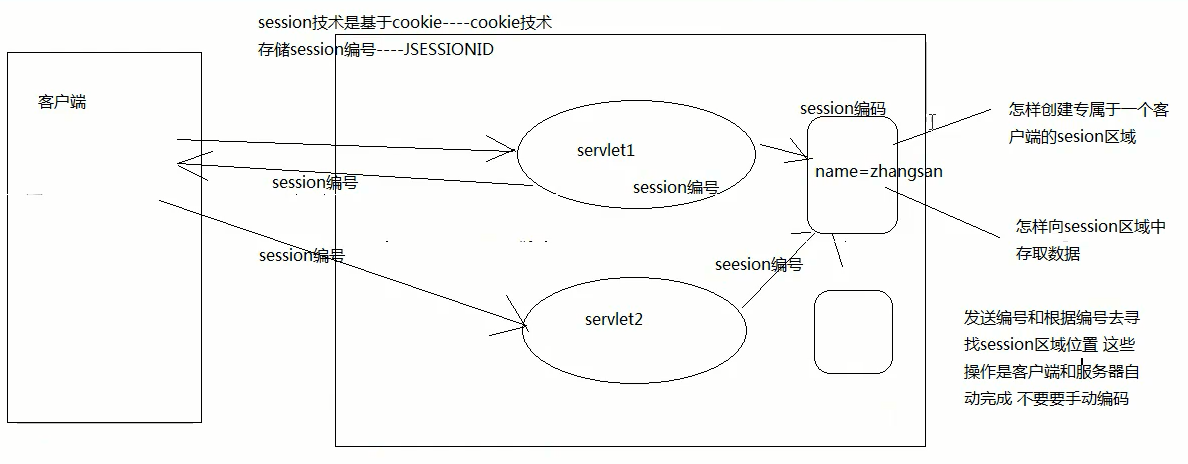 session技术是基于cookie----cookie技术
存储session编号----JSESSIONID
客户端
servlet1
session编号
session编号
session编码
name=zhangsan
怎样创建专属于一个客
户端的sesion区域
怎样向session区域中
存取数据
session编号
seesion编号
servlet2
发送编号和根据编号去寻
找session区域位置 这些
操作是客户端和服务器自
动完成 不要要手动编码